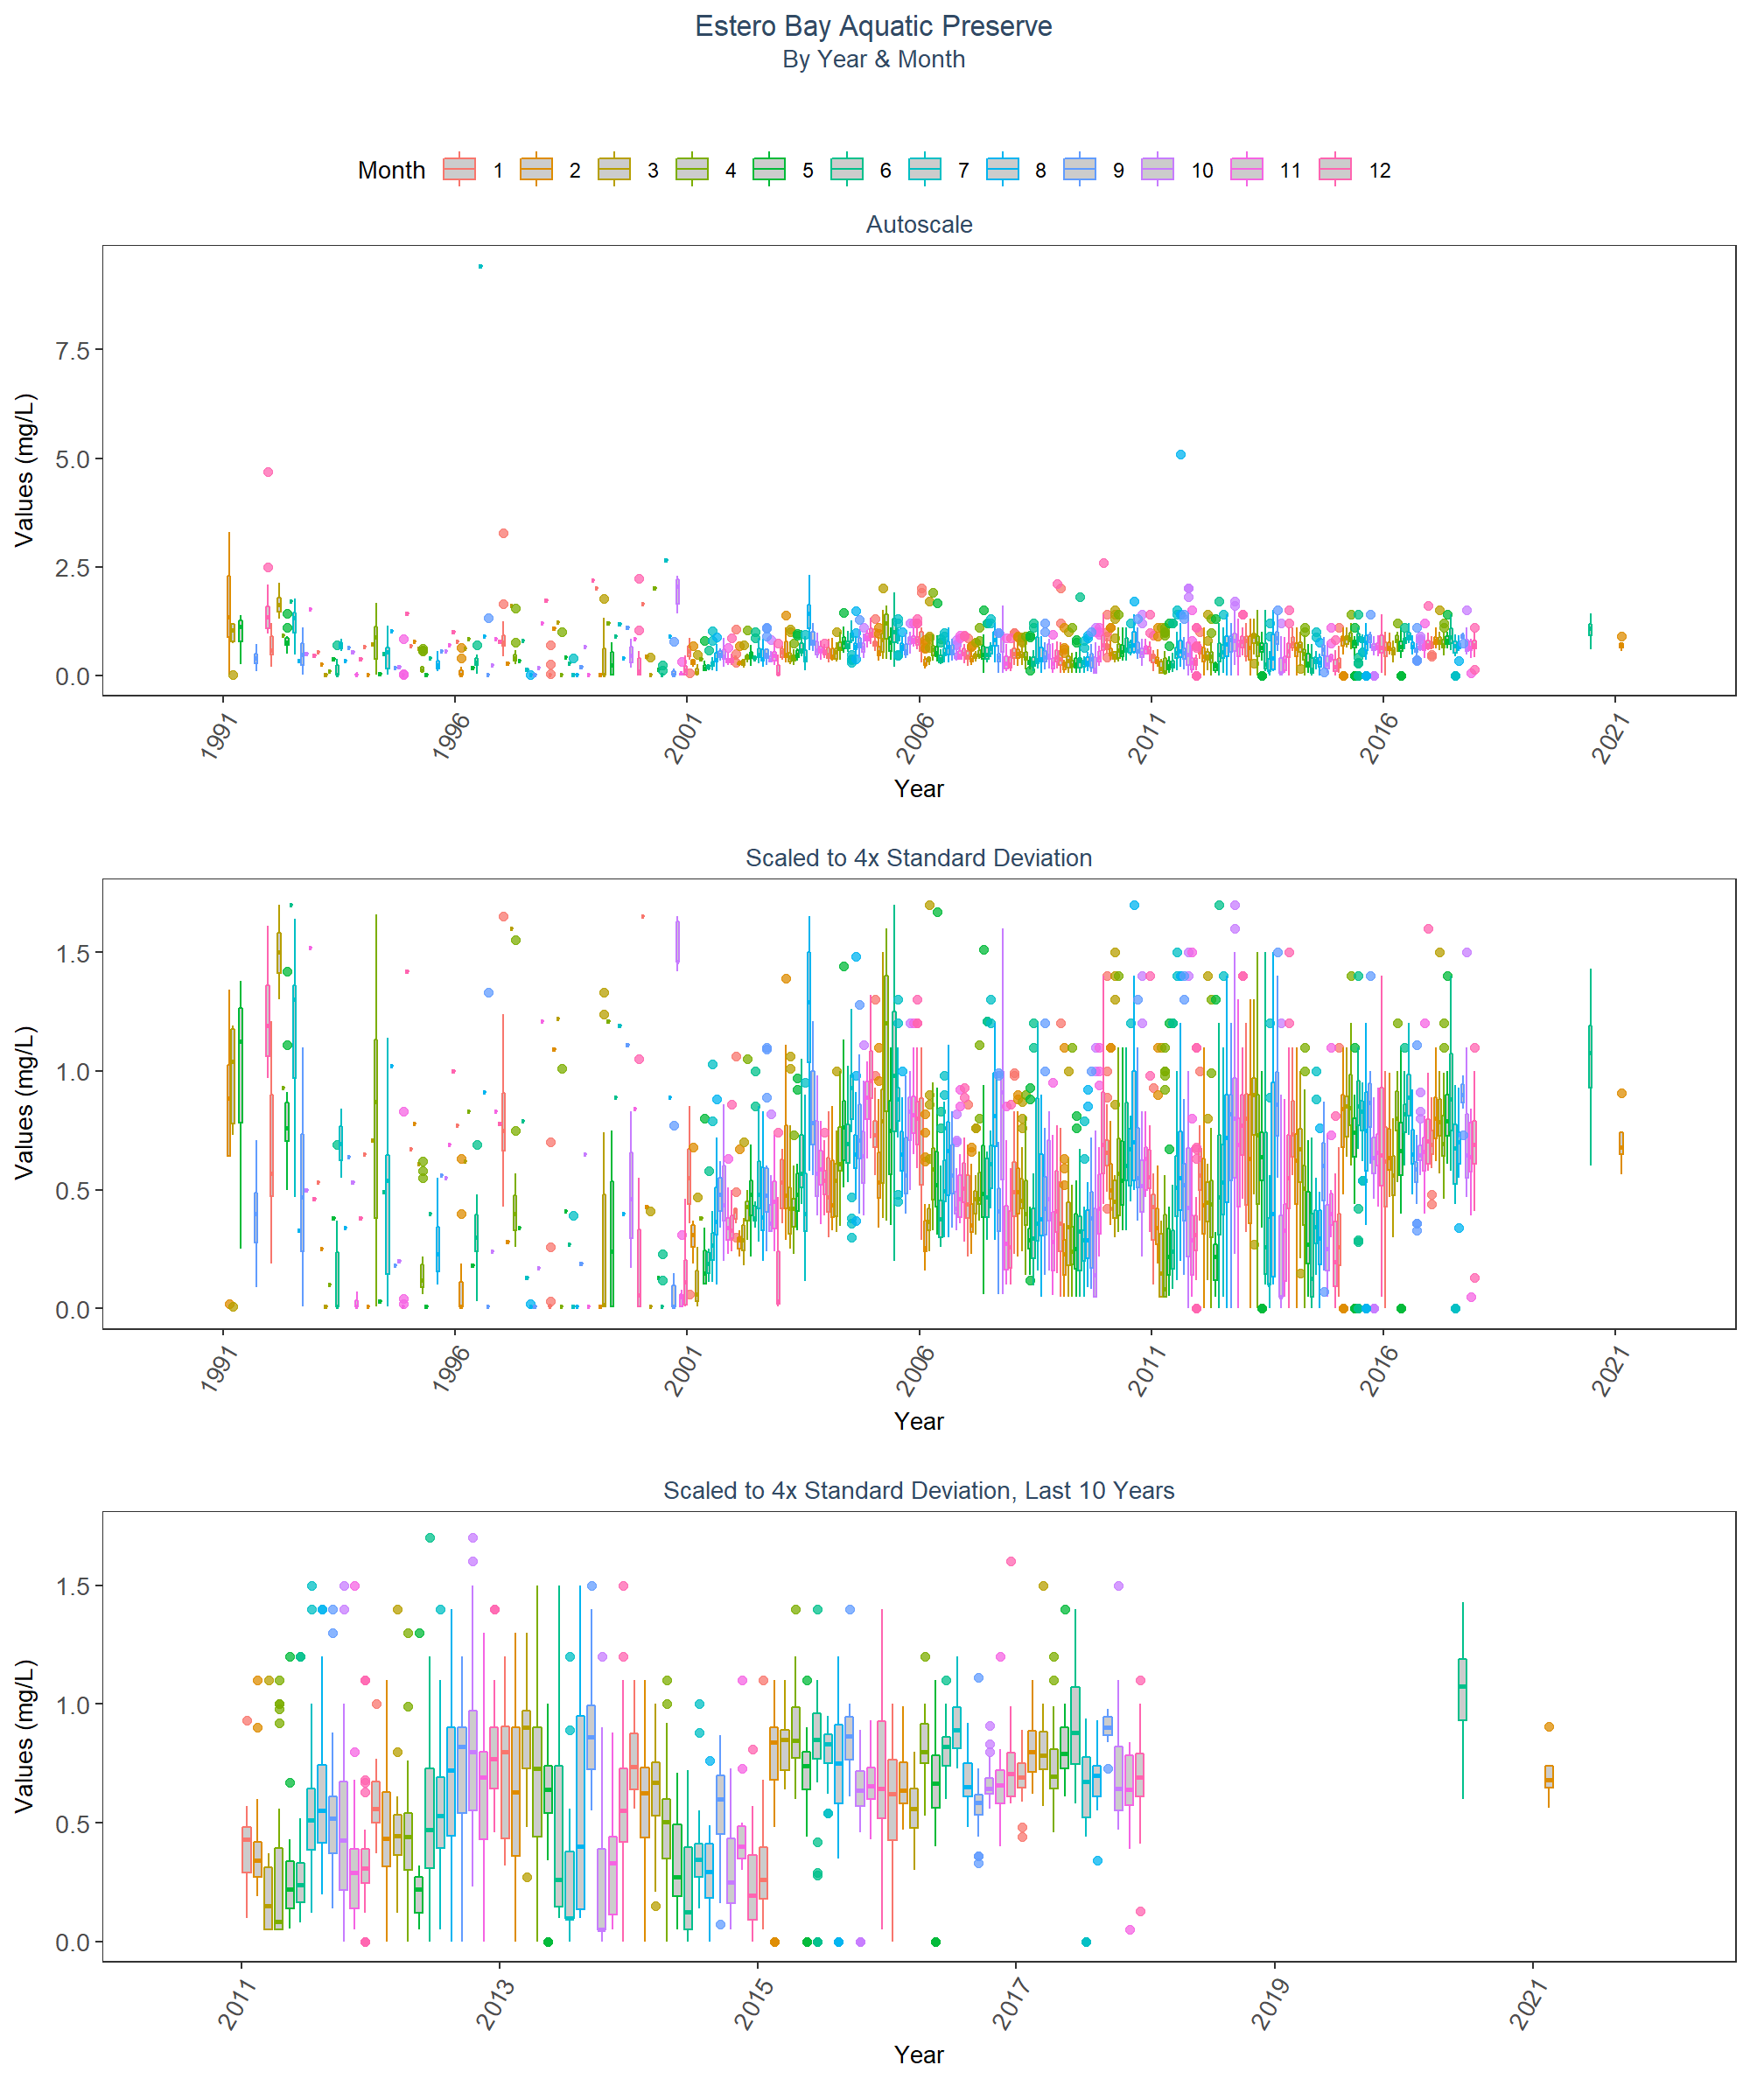 Estero Bay Aquatic Preserve
By Year & Month
Month 1 2 3 4 5 6 7 8 9 10 11 12
Autoscale
Values (mg/L)
7.5
5.0
2.5
0.0
1991 1996 2001 2006 2011 2016 2021
Year
Scaled to 4x Standard Deviation
Values (mg/L)
1.5
1.0
0.5
0.0
1991 1996 2001 2006 2011 2016 2021
Year
Scaled to 4x Standard Deviation, Last 10 Years
Values (mg/L)
1.5
1.0
0.5
0.0
2011 2013 2015 2017 2019 2021
Year